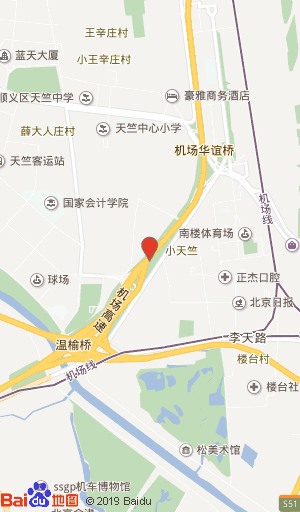 王辛庄村
蓝天大厦
小王辛庄村
顺义区天竺中学
豪雅商务酒店
薛大人庄村
天竺中心小学
机场华谊桥
天竺客运站
国家会计学院
机场线
南楼体育场
小天竺
球场
正杰口腔
北京日报
机场高速
李天路
温榆桥
楼台村
机场线
楼台社
松美术馆
ssgp机车博物馆
Baidu地图
© 2019 Baidu
S51